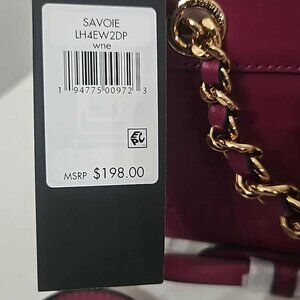 SAVOIE
LH4EW2DP
wne
1 94775 00972 3
MSRP $198.00